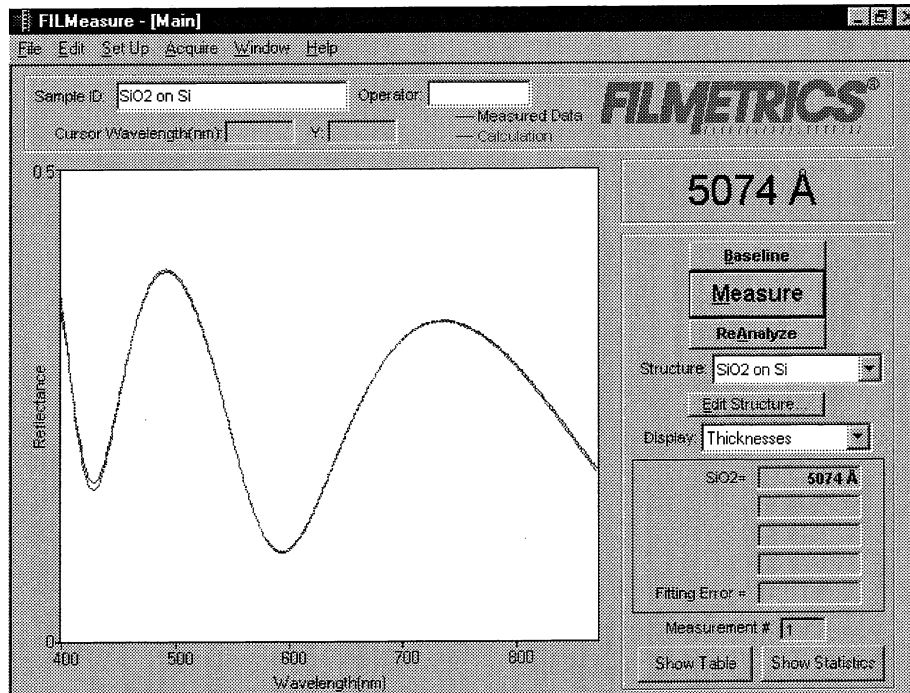 FILMeasure - [Main]
File Edit Set Up Acquire Window Help
Sample ID: SiO2 on Si Operator:
Cursor Wavelength(nm): Y:
Measured Data
Calculation
FILMETRICS®
5074 Å
Baseline
Measure
ReAnalyze
Structure: SiO2 on Si
Edit Structure...
Display: Thicknesses
SiO2= 5074 Å
Fitting Error =
Measurement # 1
Show Table Show Statistics
0.5
Reflectance
0
400 500 600 700 800
Wavelength(nm)